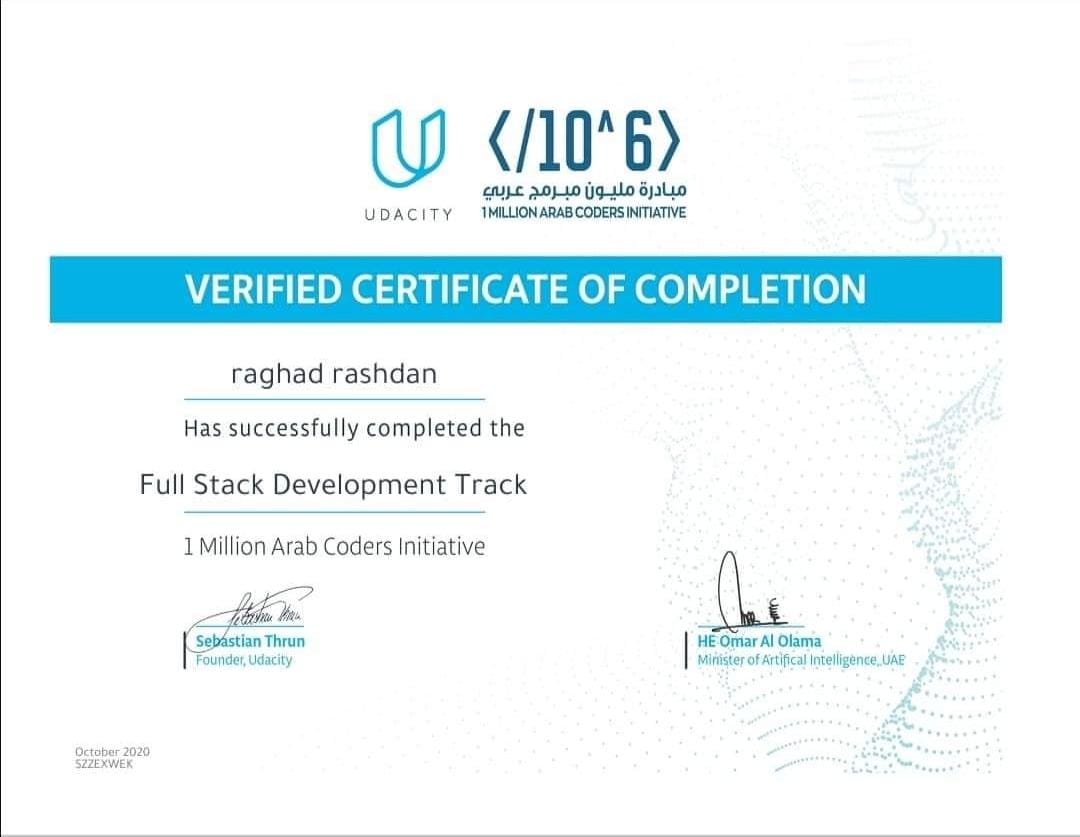 UDACITY
</10^6>
مبادرة مليون مبرمج عربي
1 MILLION ARAB CODERS INITIATIVE
VERIFIED CERTIFICATE OF COMPLETION
raghad rashdan
Has successfully completed the
Full Stack Development Track
1 Million Arab Coders Initiative
Sebastian Thrun
Sebastian Thrun
Founder, Udacity
HE Omar Al Olama
Minister of Artifical Intelligence, UAE
October 2020
SZZEXWEK